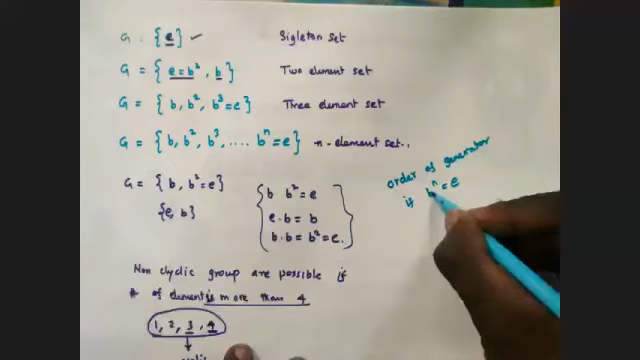 G = {e} ✓ Sigleton set
G = {e = b², b} Two element set
G = {b, b², b³ = e} Three element set
G = {b, b², b³, .... bⁿ = e} n-element set..
order of generator
if bⁿ = e
G = {b, b² = e}
{e, b}
b b² = e
e.b = b
b.b = b² = e.
Non cyclic group are possible if
# of element is more than 4
1, 2, 3, 4